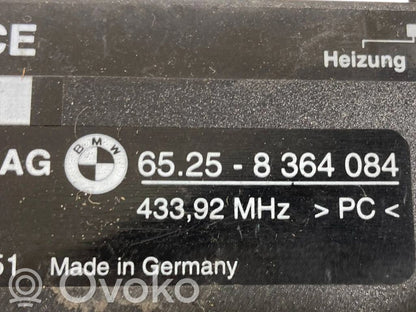 CE
Heizung
AG BMW 65.25 - 8 364 084
433,92 MHz > PC <
51 Made in Germany
Ovoko